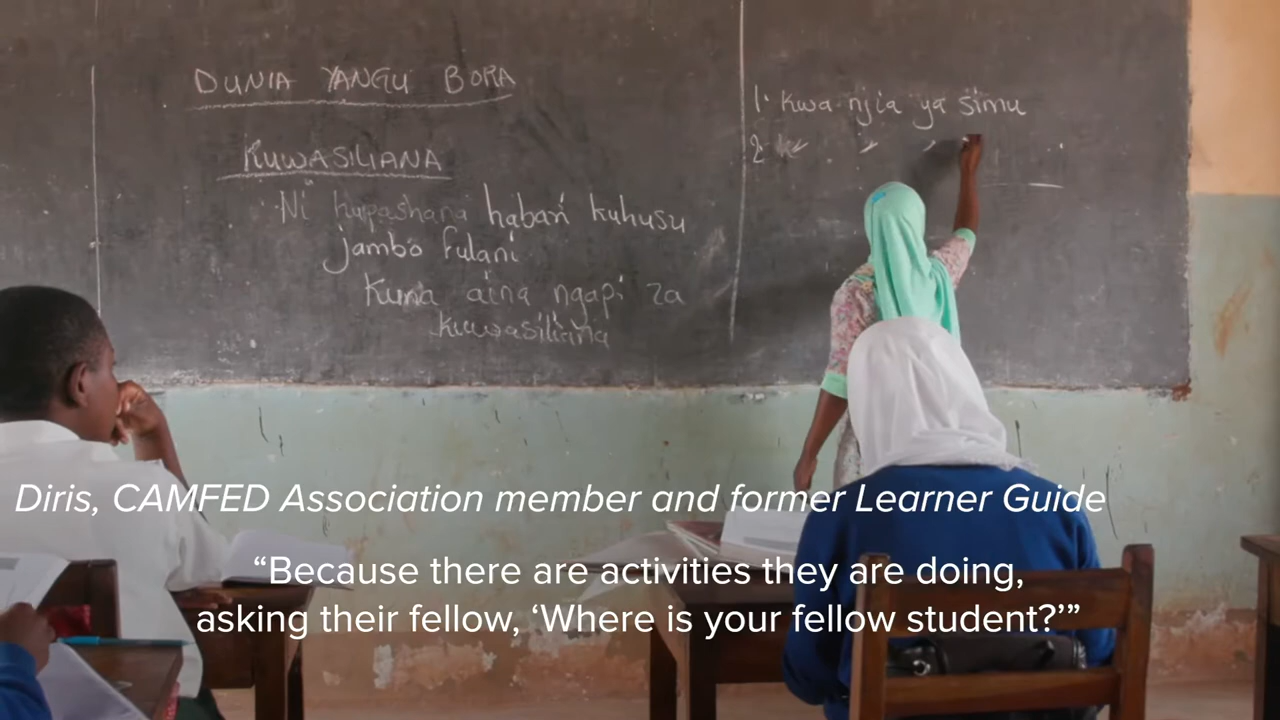 DUNIA YANGU BORA
KUWASILIANA
Ni kupashana habari kuhusu
jambo fulani
Kuna aina ngapi za
kuwasiliana
1. Kwa njia ya simu
2.
Diris, CAMFED Association member and former Learner Guide
“Because there are activities they are doing,
asking their fellow, ‘Where is your fellow student?’”